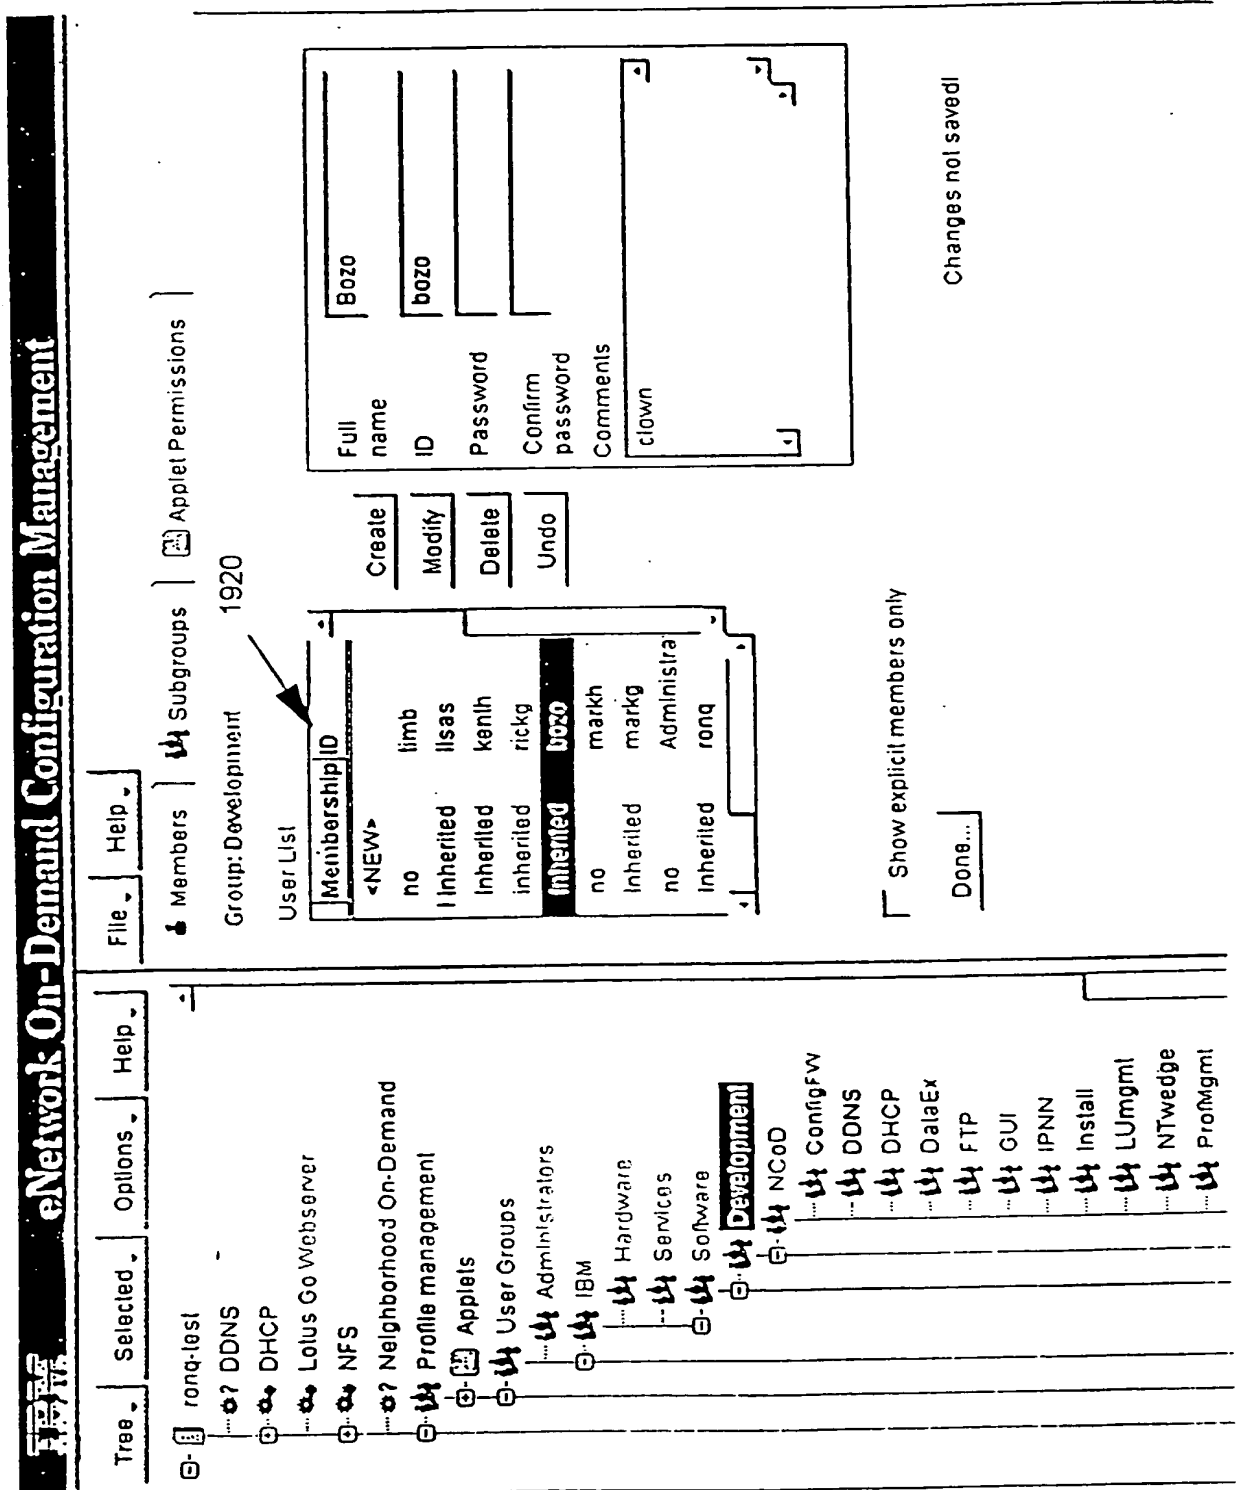 IBM eNetwork On-Demand Configuration Management
Tree Selected Options Help
ronq-test
? DDNS
DHCP
Lotus Go Webserver
NFS
? Neighborhood On-Demand
Profile management
Applets
User Groups
Administrators
IBM
Hardware
Services
Software
Development
NCoD
ConfigFW
DDNS
DHCP
DataEx
FTP
GUI
IPNN
Install
LUmgmt
NTwedge
ProfMgmt
File Help
Members Subgroups Applet Permissions
Group: Development
1920
User List
Membership ID
<NEW>
no timb
Inherited lisas
Inherited kenlh
inherited rickg
Inherited bozo
no markh
Inherited markg
no Administra
Inherited ronq
Create
Modify
Delete
Undo
Full name Bozo
ID bozo
Password
Confirm password
Comments
clown
Show explicit members only
Done...
Changes not saved!